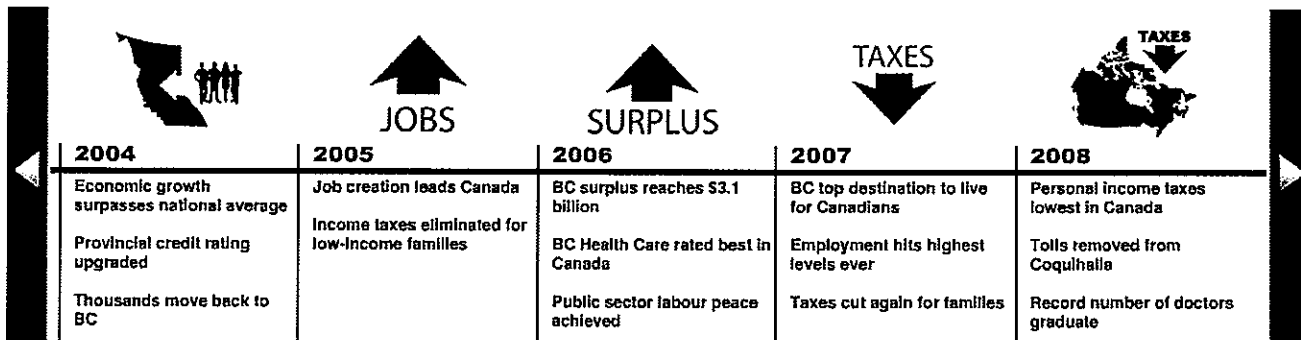 JOBS
SURPLUS
TAXES
TAXES
2004
Economic growth
surpasses national average
Provincial credit rating
upgraded
Thousands move back to
BC
2005
Job creation leads Canada
Income taxes eliminated for
low-income families
2006
BC surplus reaches $3.1
billion
BC Health Care rated best in
Canada
Public sector labour peace
achieved
2007
BC top destination to live
for Canadians
Employment hits highest
levels ever
Taxes cut again for families
2008
Personal income taxes
lowest in Canada
Tolls removed from
Coquihalla
Record number of doctors
graduate